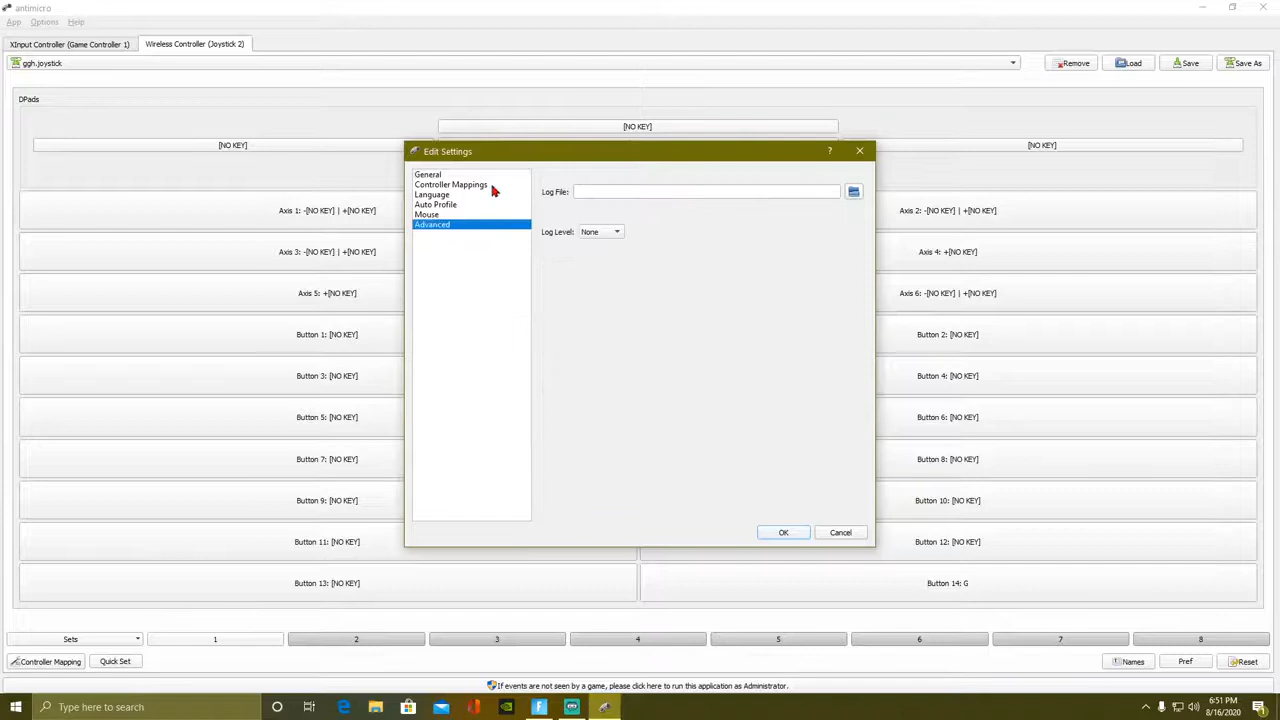 antimicro
App Options Help
XInput Controller (Game Controller 1) Wireless Controller (Joystick 2)
ggh.joystick Remove Load Save Save As
DPads
[NO KEY]
[NO KEY] [NO KEY]
Edit Settings ?
General
Controller Mappings
Language
Auto Profile
Mouse
Advanced
Log File:
Log Level: None
OK Cancel
Axis 1: -[NO KEY] | +[NO KEY] Axis 2: -[NO KEY] | +[NO KEY]
Axis 3: -[NO KEY] | +[NO KEY] Axis 4: +[NO KEY]
Axis 5: +[NO KEY] Axis 6: -[NO KEY] | +[NO KEY]
Button 1: [NO KEY] Button 2: [NO KEY]
Button 3: [NO KEY] Button 4: [NO KEY]
Button 5: [NO KEY] Button 6: [NO KEY]
Button 7: [NO KEY] Button 8: [NO KEY]
Button 9: [NO KEY] Button 10: [NO KEY]
Button 11: [NO KEY] Button 12: [NO KEY]
Button 13: [NO KEY] Button 14: G
Sets 1 2 3 4 5 6 7 8
Controller Mapping Quick Set Names Pref Reset
If events are not seen by a game, please click here to run this application as Administrator.
Type here to search
6:51 PM
8/16/2020